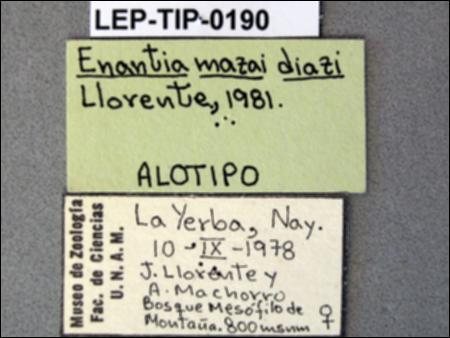 LEP-TIP-0190
Enantia mazai diazi
Llorente, 1981.
ALOTIPO
Museo de Zoología
Fac. de Ciencias
U. N. A. M.
La Yerba, Nay.
10-IX-1978
J. Llorente y
A. Machorro
Bosque Mesófilo de
Montaña. 800 msnm ♀